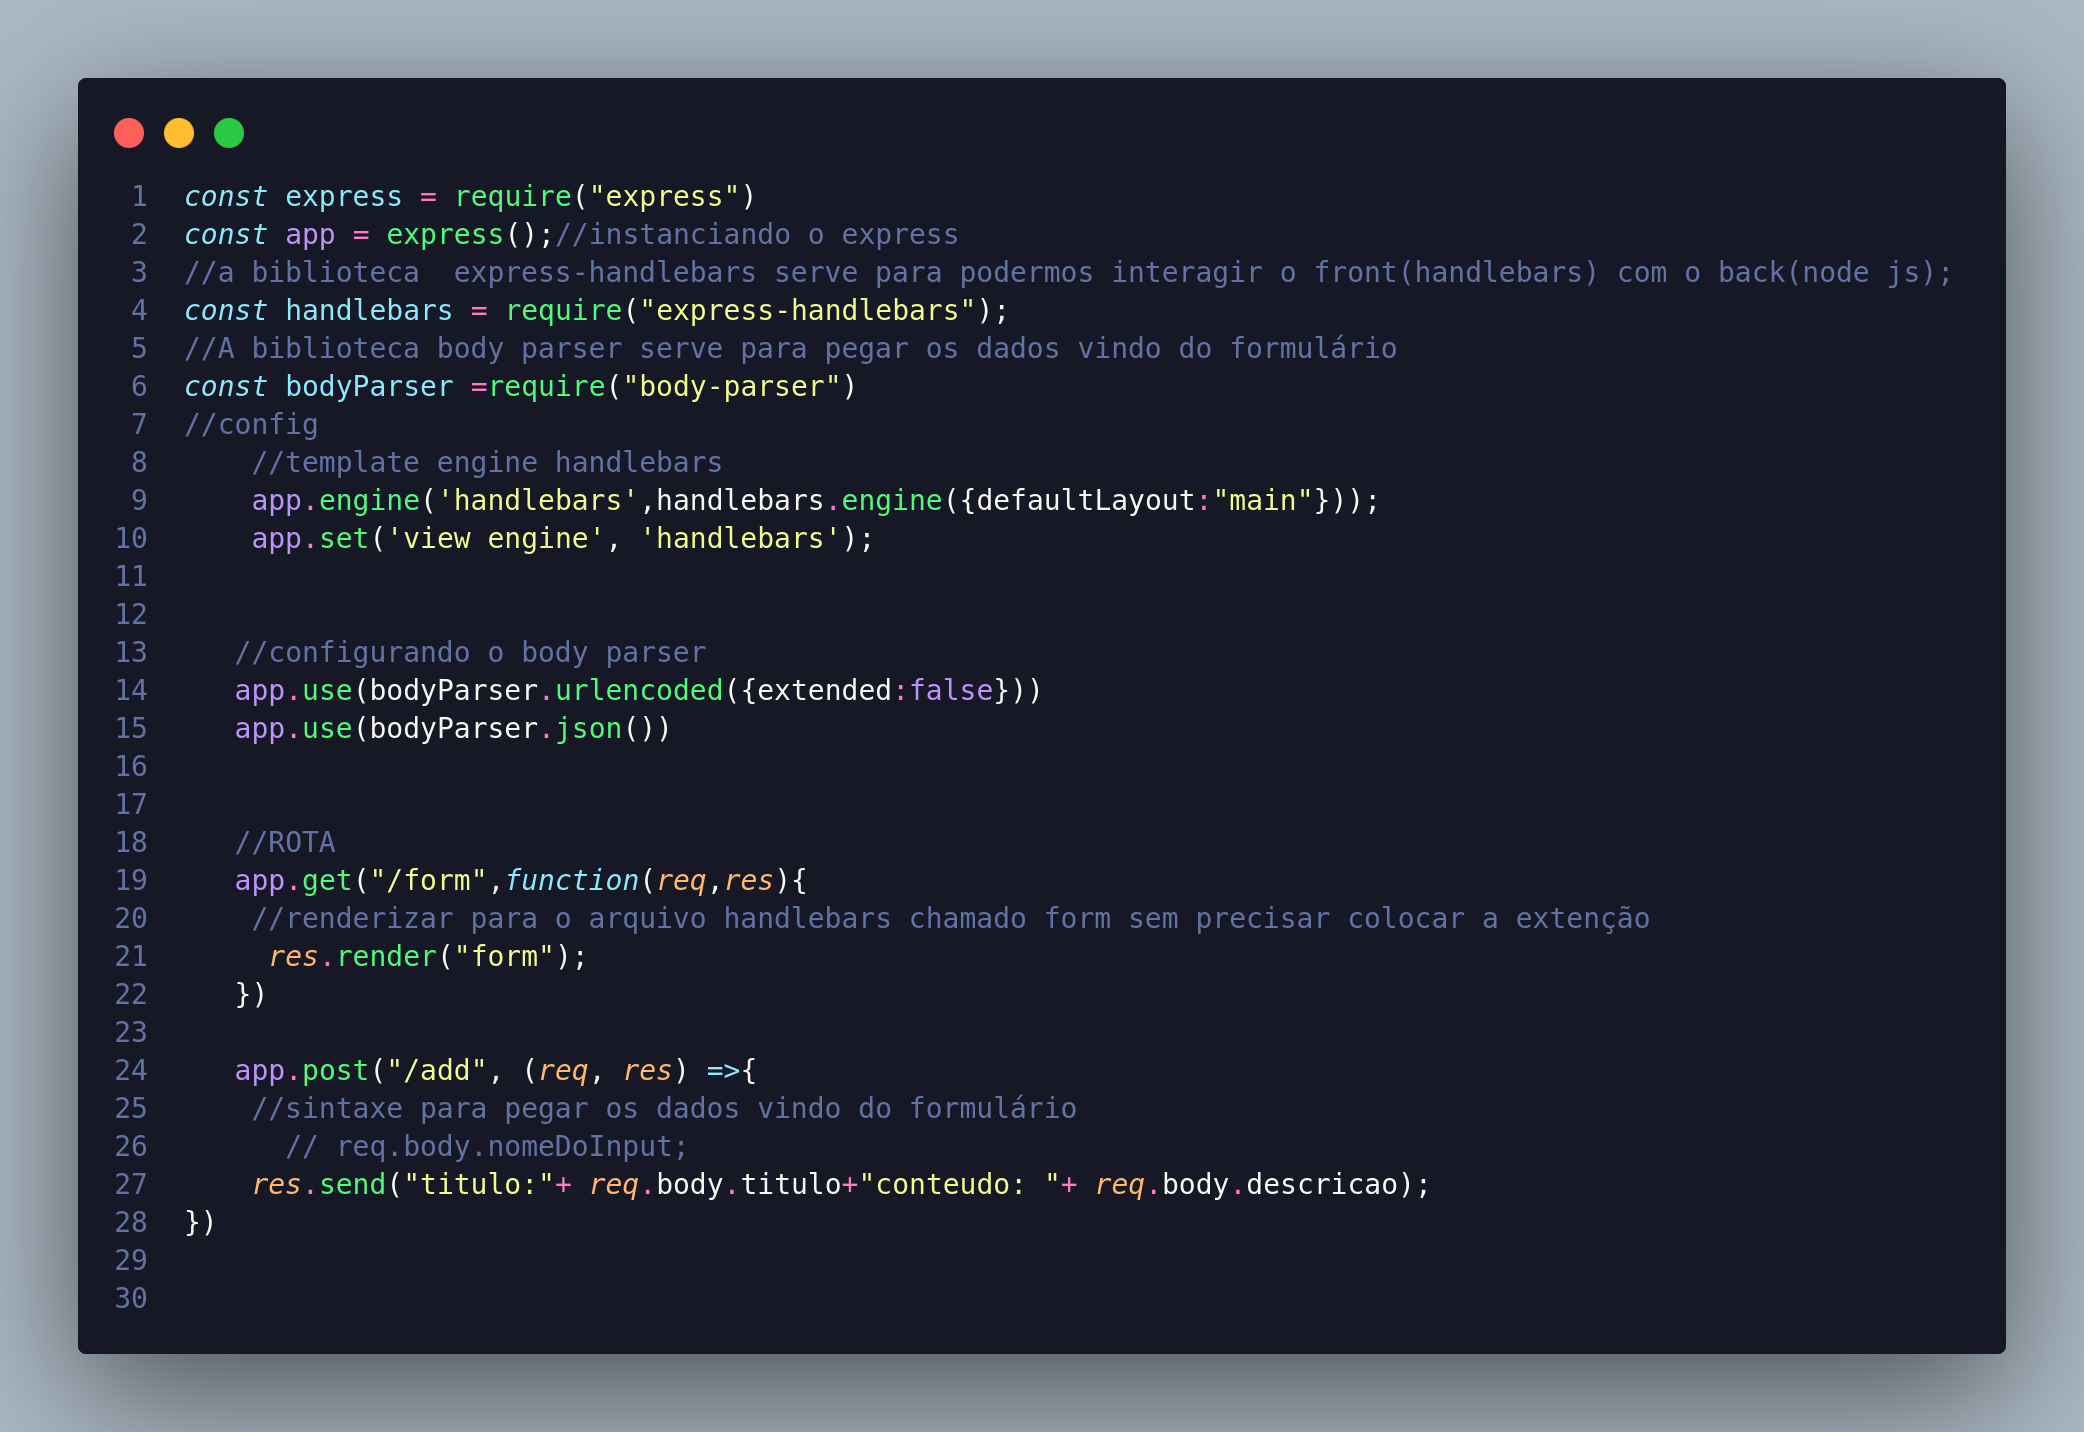 1 const express = require("express")
2 const app = express();//instanciando o express
3 //a biblioteca  express-handlebars serve para podermos interagir o front(handlebars) com o back(node js);
4 const handlebars = require("express-handlebars");
5 //A biblioteca body parser serve para pegar os dados vindo do formulário
6 const bodyParser =require("body-parser")
7 //config
8     //template engine handlebars
9     app.engine('handlebars',handlebars.engine({defaultLayout:"main"}));
10     app.set('view engine', 'handlebars');
11
12
13    //configurando o body parser
14    app.use(bodyParser.urlencoded({extended:false}))
15    app.use(bodyParser.json())
16
17
18    //ROTA
19    app.get("/form",function(req,res){
20     //renderizar para o arquivo handlebars chamado form sem precisar colocar a extenção
21      res.render("form");
22    })
23
24    app.post("/add", (req, res) =>{
25     //sintaxe para pegar os dados vindo do formulário
26       // req.body.nomeDoInput;
27     res.send("titulo:"+ req.body.titulo+"conteudo: "+ req.body.descricao);
28 })
29
30